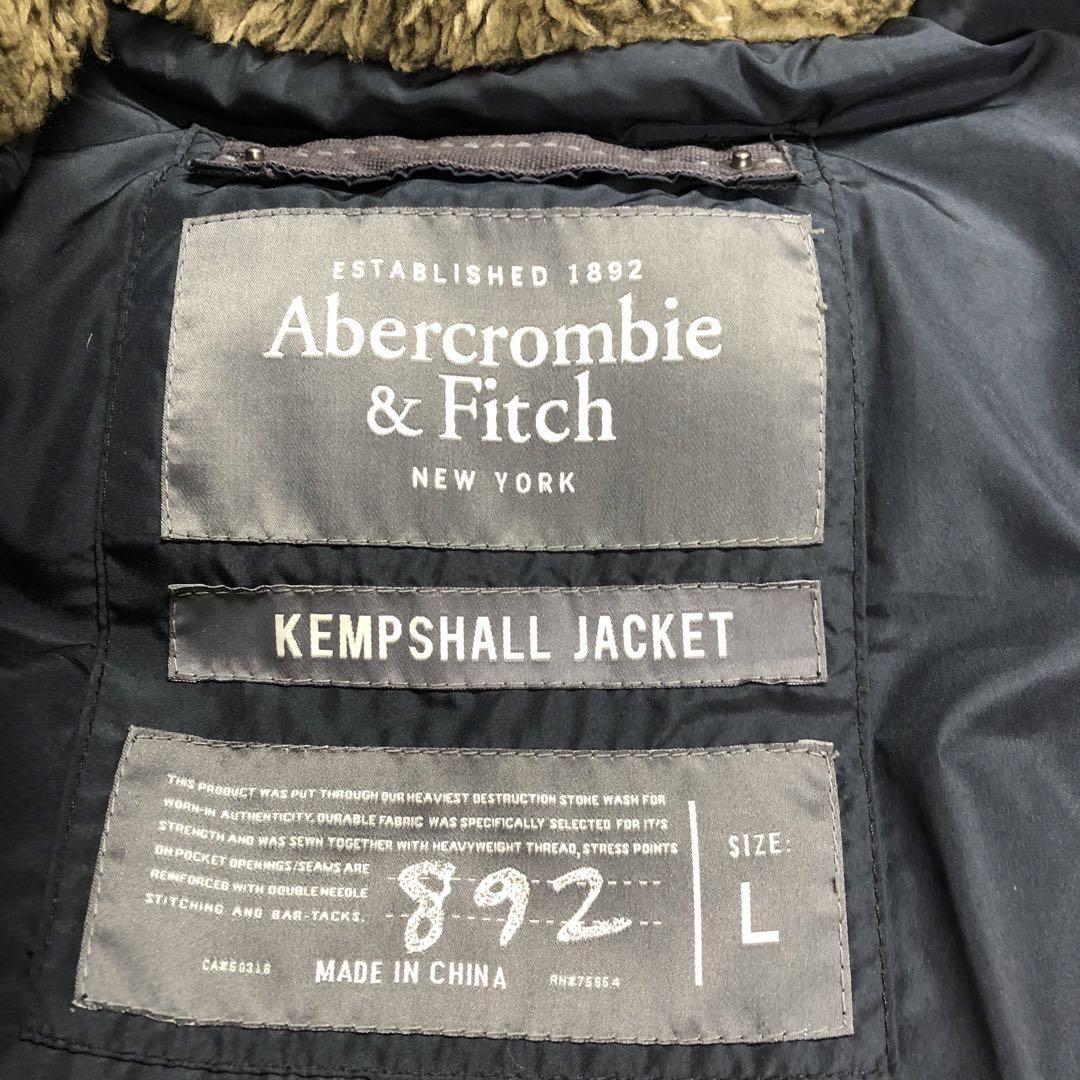 ESTABLISHED 1892
Abercrombie
& Fitch
NEW YORK
KEMPSHALL JACKET
THIS PRODUCT WAS PUT THROUGH OUR HEAVIEST DESTRUCTION STONE WASH FOR
WORN-IN AUTHENTICITY. DURABLE FABRIC WAS SPECIFICALLY SELECTED FOR IT'S
STRENGTH AND WAS SEWN TOGETHER WITH HEAVYWEIGHT THREAD, STRESS POINTS
ON POCKET OPENINGS/SEAMS ARE
REINFORCED WITH DOUBLE NEEDLE
STITCHING AND BAR-TACKS.
892
CA#50318 MADE IN CHINA RN#75654
SIZE:
L